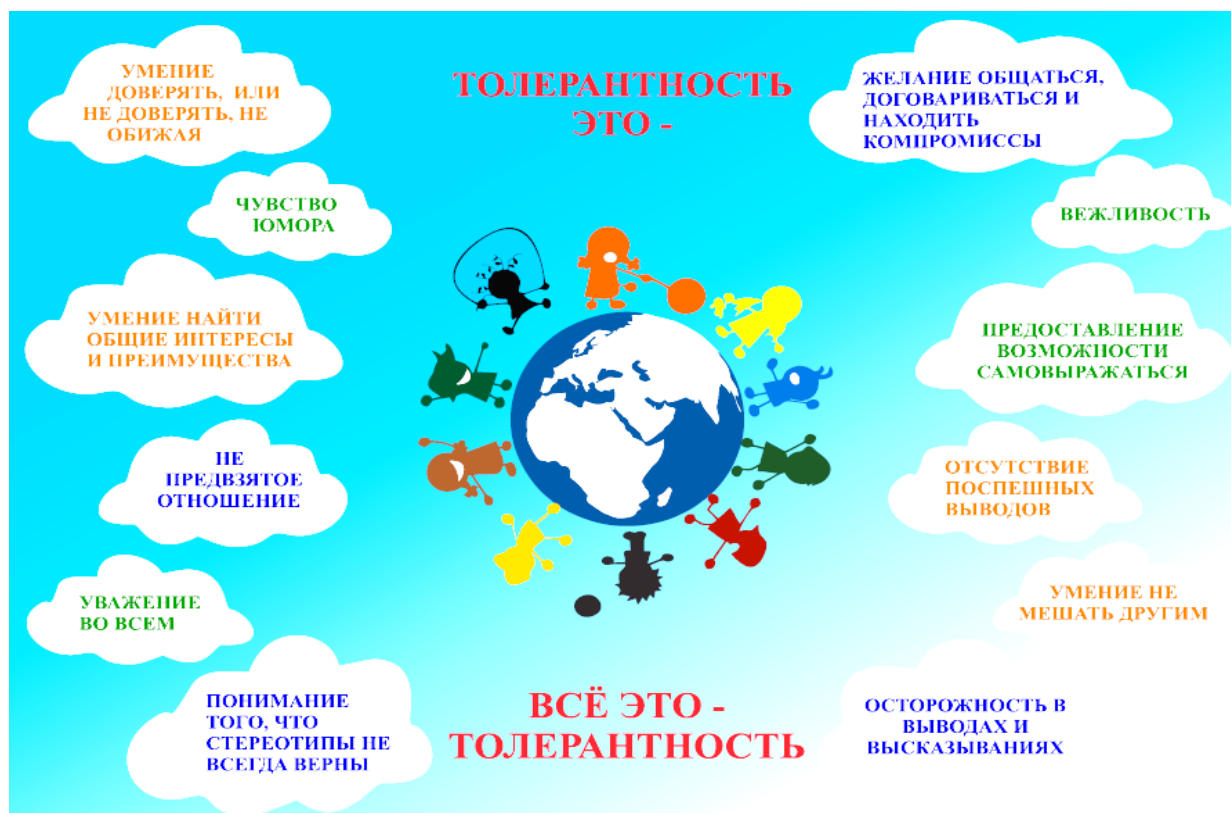 ТОЛЕРАНТНОСТЬ
ЭТО -
УМЕНИЕ
ДОВЕРЯТЬ, ИЛИ
НЕ ДОВЕРЯТЬ, НЕ
ОБИЖАЯ
ЧУВСТВО
ЮМОРА
УМЕНИЕ НАЙТИ
ОБЩИЕ ИНТЕРЕСЫ
И ПРЕИМУЩЕСТВА
НЕ
ПРЕДВЗЯТОЕ
ОТНОШЕНИЕ
УВАЖЕНИЕ
ВО ВСЕМ
ПОНИМАНИЕ
ТОГО, ЧТО
СТЕРЕОТИПЫ НЕ
ВСЕГДА ВЕРНЫ
ЖЕЛАНИЕ ОБЩАТЬСЯ,
ДОГОВАРИВАТЬСЯ И
НАХОДИТЬ
КОМПРОМИССЫ
ВЕЖЛИВОСТЬ
ПРЕДОСТАВЛЕНИЕ
ВОЗМОЖНОСТИ
САМОВЫРАЖАТЬСЯ
ОТСУТСТВИЕ
ПОСПЕШНЫХ
ВЫВОДОВ
УМЕНИЕ НЕ
МЕШАТЬ ДРУГИМ
ОСТОРОЖНОСТЬ В
ВЫВОДАХ И
ВЫСКАЗЫВАНИЯХ
ВСЁ ЭТО -
ТОЛЕРАНТНОСТЬ